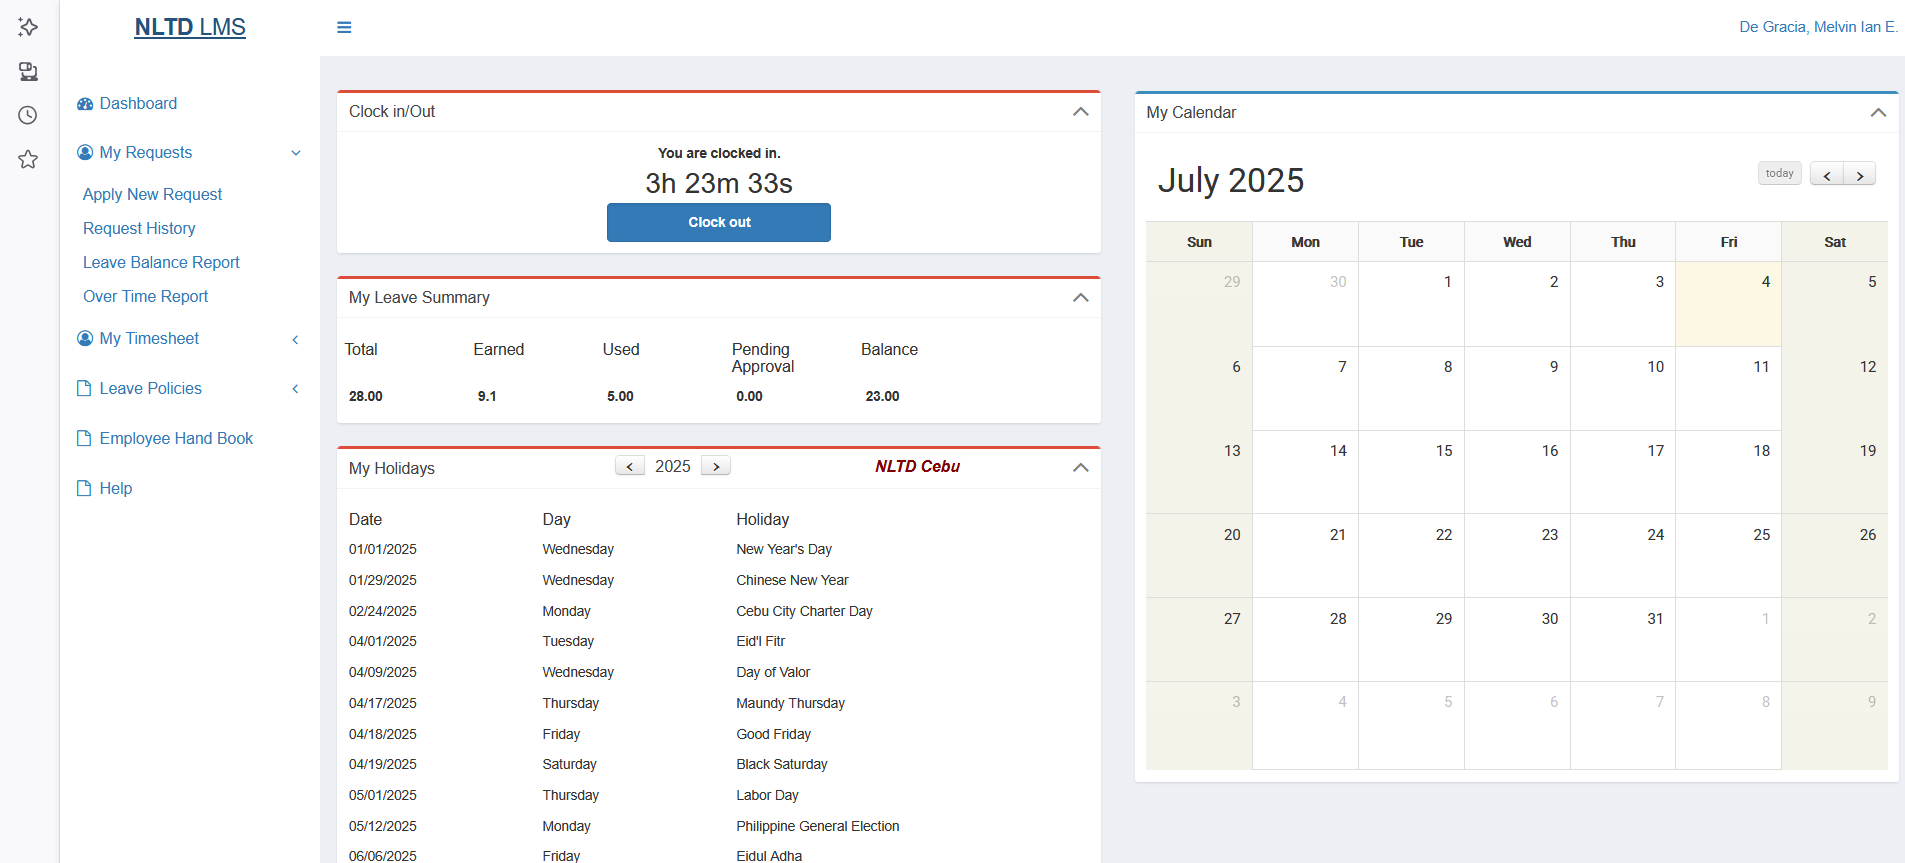 NLTD LMS
De Gracia, Melvin Ian E.
Dashboard
My Requests
Apply New Request
Request History
Leave Balance Report
Over Time Report
My Timesheet
Leave Policies
Employee Hand Book
Help
Clock in/Out
You are clocked in.
3h 23m 33s
Clock out
My Leave Summary
Total Earned Used Pending Approval Balance
28.00 9.1 5.00 0.00 23.00
My Holidays < 2025 > NLTD Cebu
Date Day Holiday
01/01/2025 Wednesday New Year's Day
01/29/2025 Wednesday Chinese New Year
02/24/2025 Monday Cebu City Charter Day
04/01/2025 Tuesday Eid'l Fitr
04/09/2025 Wednesday Day of Valor
04/17/2025 Thursday Maundy Thursday
04/18/2025 Friday Good Friday
04/19/2025 Saturday Black Saturday
05/01/2025 Thursday Labor Day
05/12/2025 Monday Philippine General Election
06/06/2025 Friday Eidul Adha
My Calendar
July 2025 today < >
Sun Mon Tue Wed Thu Fri Sat
29 30 1 2 3 4 5
6 7 8 9 10 11 12
13 14 15 16 17 18 19
20 21 22 23 24 25 26
27 28 29 30 31 1 2
3 4 5 6 7 8 9